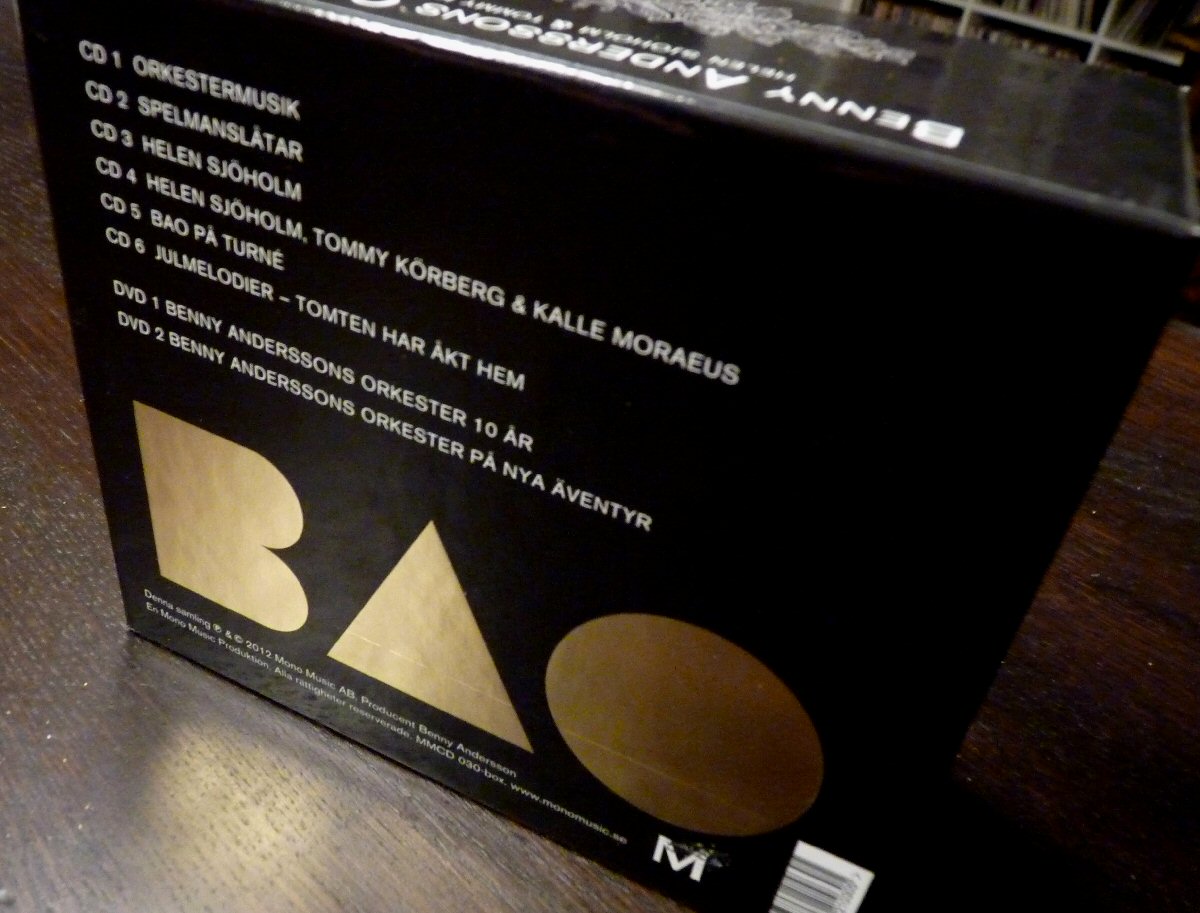 BENNY ANDERSSONS
HELEN SJÖHOLM & TOMMY
CD 1 ORKESTERMUSIK
CD 2 SPELMANSLÅTAR
CD 3 HELEN SJÖHOLM
CD 4 HELEN SJÖHOLM, TOMMY KÖRBERG & KALLE MORAEUS
CD 5 BAO PÅ TURNÉ
CD 6 JULMELODIER – TOMTEN HAR ÅKT HEM
DVD 1 BENNY ANDERSSONS ORKESTER 10 ÅR
DVD 2 BENNY ANDERSSONS ORKESTER PÅ NYA ÄVENTYR
BAO
Denna samling ℗ & © 2012 Mono Music AB. Producent Benny Andersson
En Mono Music Produktion. Alla rättigheter reserverade. MMCD 030-box. www.monomusic.se
M